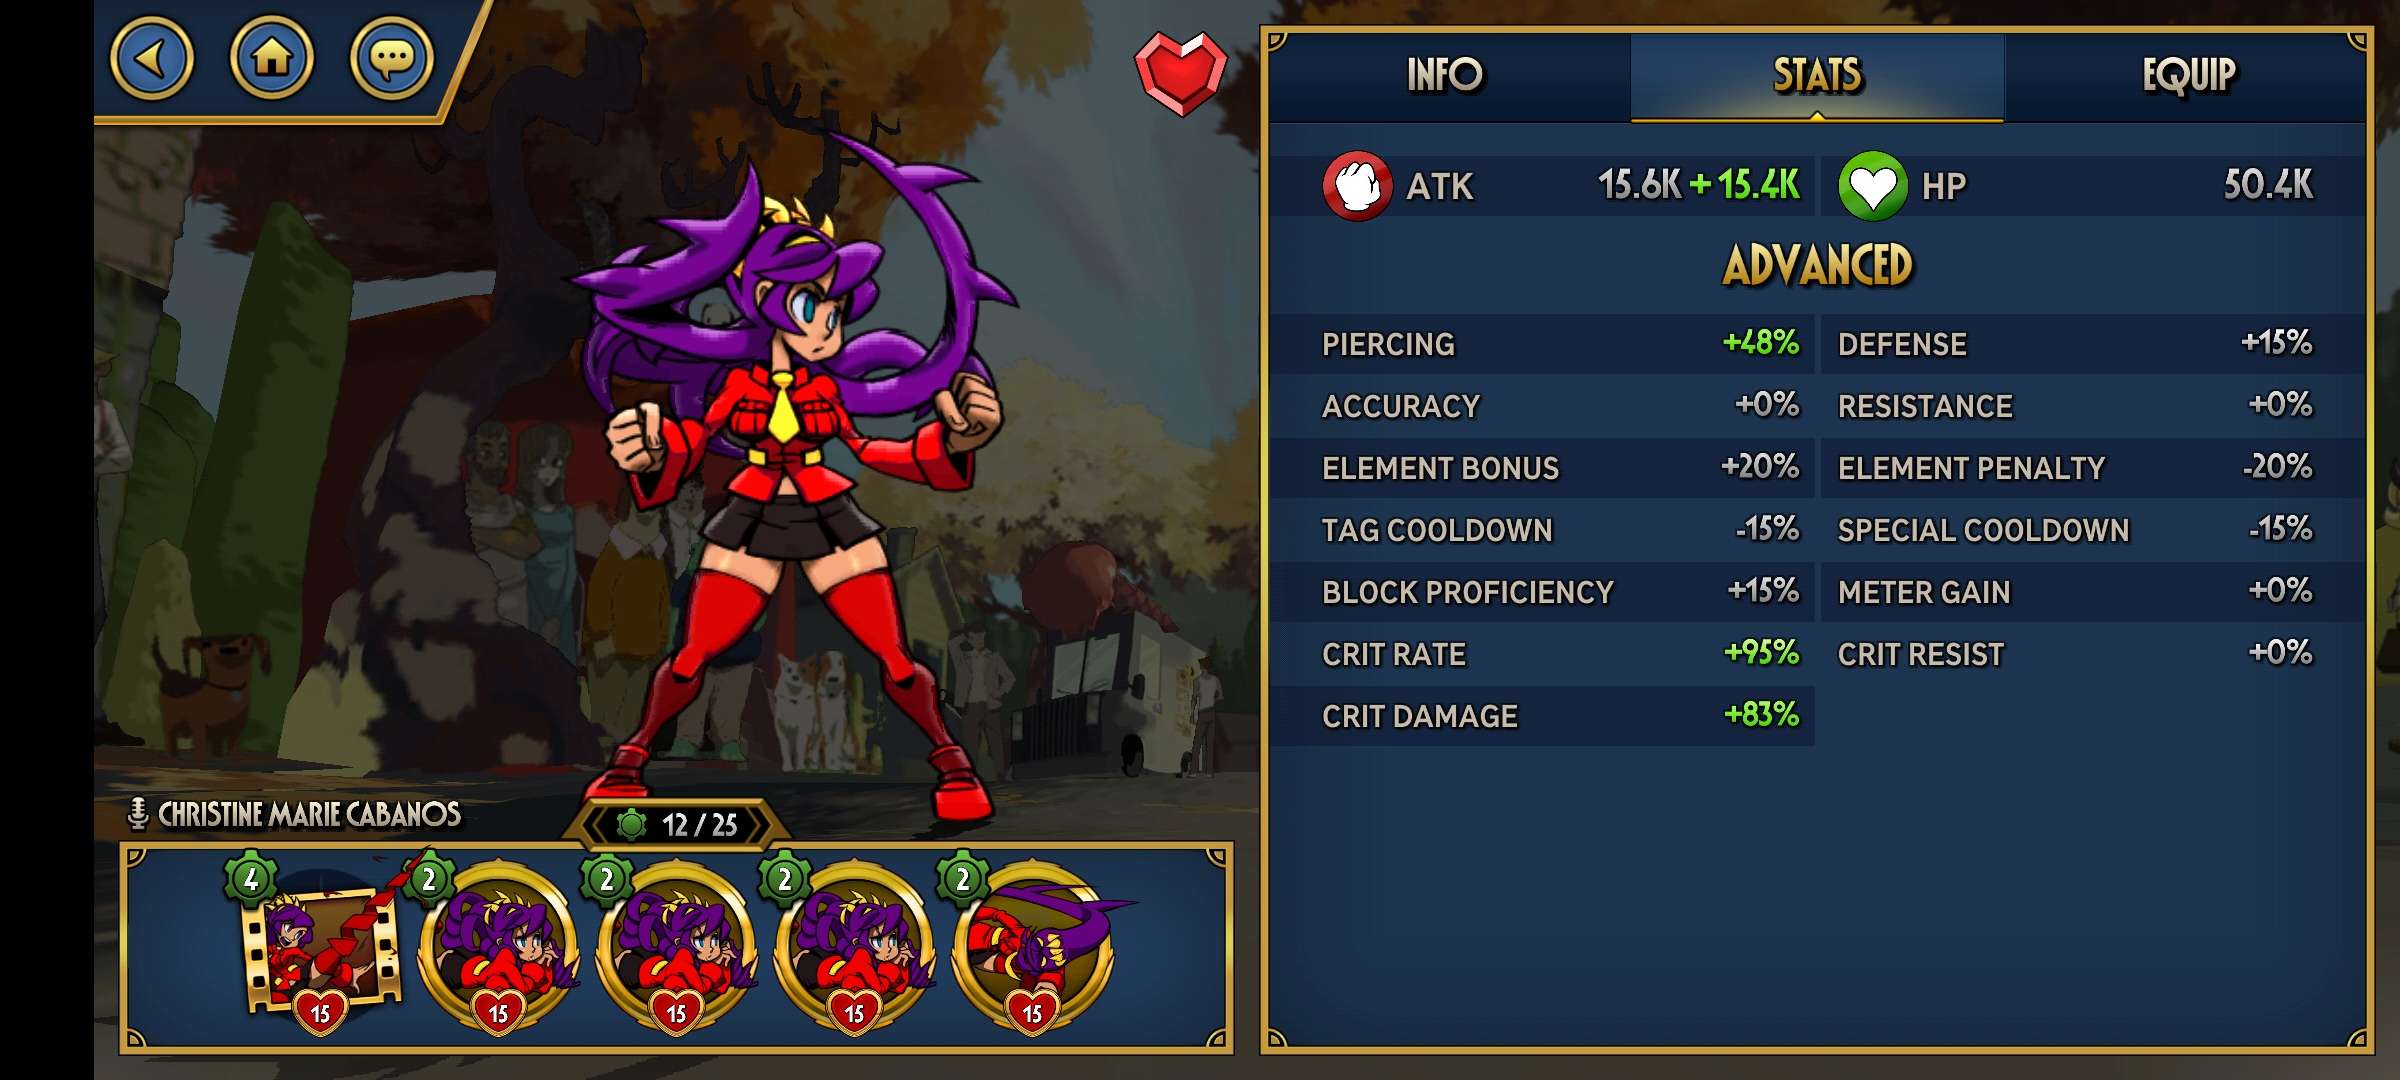 INFO
STATS
EQUIP
ATK 15.6K + 15.4K
HP 50.4K
ADVANCED
PIERCING +48%
DEFENSE +15%
ACCURACY +0%
RESISTANCE +0%
ELEMENT BONUS +20%
ELEMENT PENALTY -20%
TAG COOLDOWN -15%
SPECIAL COOLDOWN -15%
BLOCK PROFICIENCY +15%
METER GAIN +0%
CRIT RATE +95%
CRIT RESIST +0%
CRIT DAMAGE +83%
CHRISTINE MARIE CABANOS
12 / 25
4 2 2 2 2
15 15 15 15 15